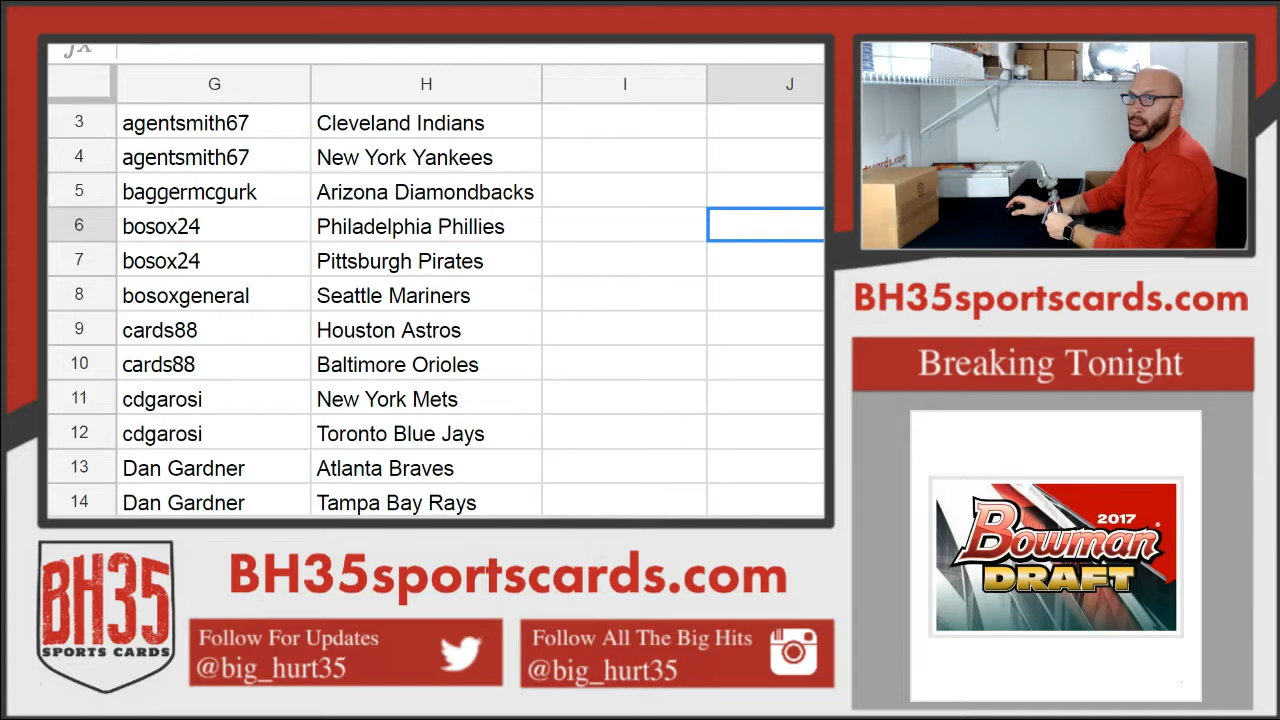 fx
G H I J
3 agentsmith67 Cleveland Indians
4 agentsmith67 New York Yankees
5 baggermcgurk Arizona Diamondbacks
6 bosox24 Philadelphia Phillies
7 bosox24 Pittsburgh Pirates
8 bosoxgeneral Seattle Mariners
9 cards88 Houston Astros
10 cards88 Baltimore Orioles
11 cdgarosi New York Mets
12 cdgarosi Toronto Blue Jays
13 Dan Gardner Atlanta Braves
14 Dan Gardner Tampa Bay Rays
BH35sportscards.com
Breaking Tonight
2017
Bowman
DRAFT
BH35
SPORTS CARDS
BH35sportscards.com
Follow For Updates
@big_hurt35
Follow All The Big Hits
@big_hurt35